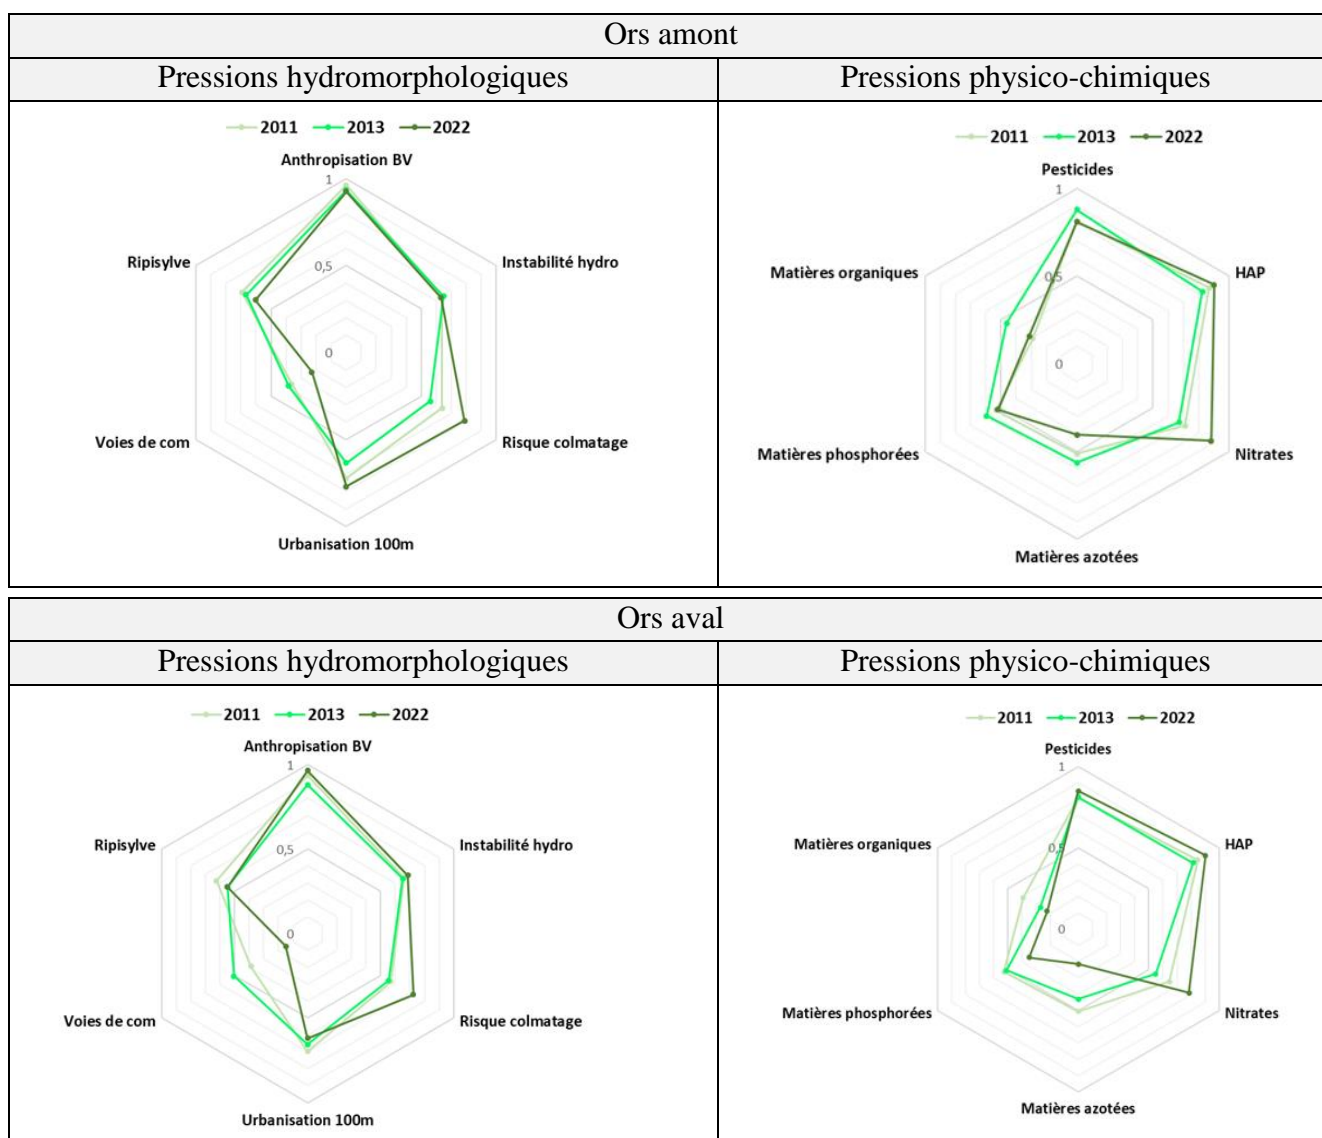 Ors amont
Pressions hydromorphologiques
Pressions physico-chimiques
2011 2013 2022
Anthropisation BV
1
Ripisylve
Instabilité hydro
0,5
0
Voies de com
Risque colmatage
Urbanisation 100m
2011 2013 2022
Pesticides
1
Matières organiques
HAP
0,5
0
Matières phosphorées
Nitrates
Matières azotées
Ors aval
Pressions hydromorphologiques
Pressions physico-chimiques
2011 2013 2022
Anthropisation BV
1
Ripisylve
Instabilité hydro
0,5
0
Voies de com
Risque colmatage
Urbanisation 100m
2011 2013 2022
Pesticides
1
Matières organiques
HAP
0,5
0
Matières phosphorées
Nitrates
Matières azotées